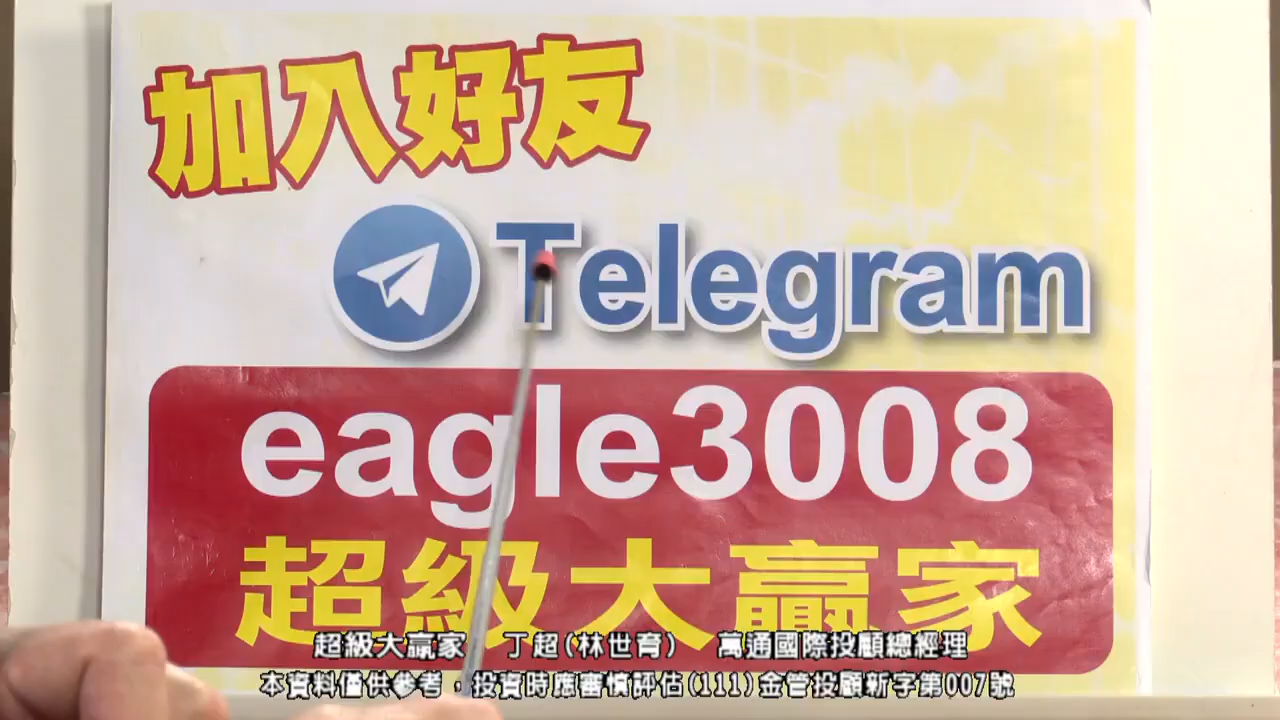 加入好友
Telegram
eagle3008
超級大贏家
超級大贏家 丁超(林世育) 萬通國際投顧總經理
本資料僅供參考，投資時應審慎評估(111)金管投顧新字第007號